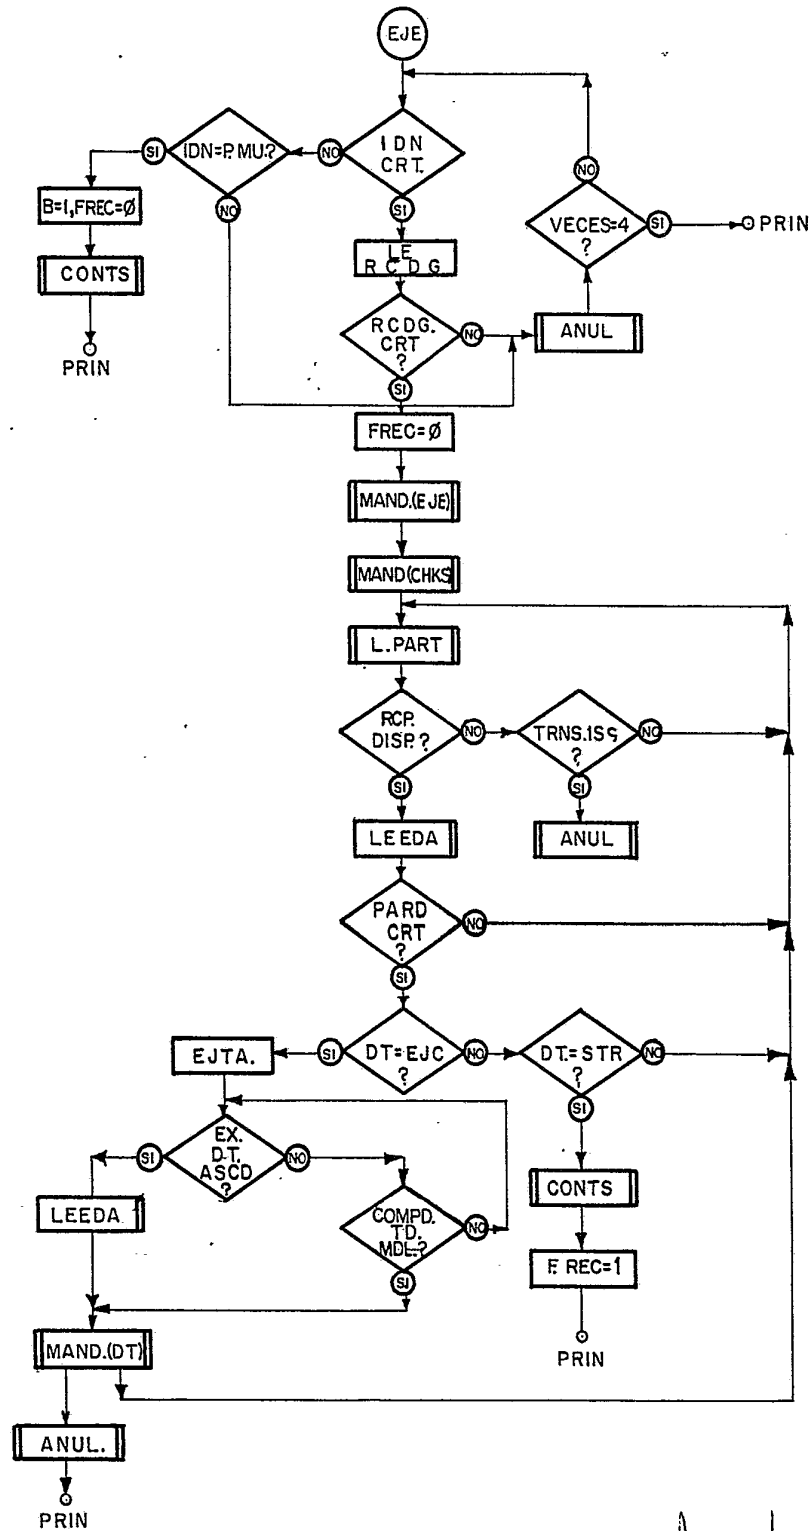 EJE
IDN
CRT.
NO
IDN=P. MU.?
SI
NO
SI
B=1, FREC=Ø
CONTS
PRIN
LE
RCDG
RCDG.
CRT
?
NO
SI
ANUL
VECES=4
?
NO
SI
PRIN
FREC=Ø
MAND.(EJE)
MAND(CHKS)
L.PART
RCP.
DISP.?
NO
SI
TRNS.
?
NO
SI
ANUL
LEEDA
PARD
CRT
?
NO
SI
DT=EJC
?
SI
NO
DT.=STR
?
NO
SI
EJTA.
EX.
D.T.
ASCD
?
SI
NO
LEEDA
COMPD.
TD.
MDL.?
NO
SI
CONTS
F. REC=1
PRIN
MAND.(DT)
ANUL.
PRIN